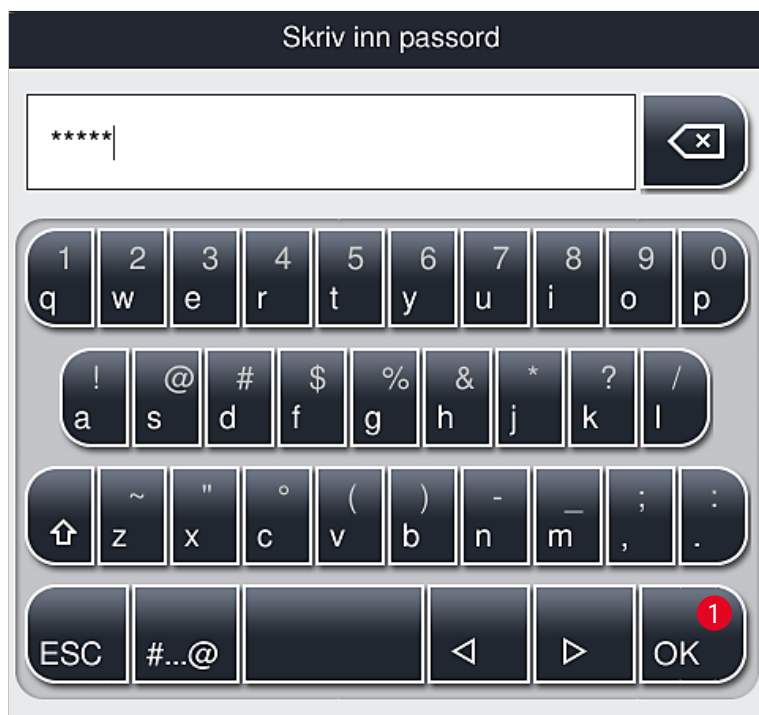 Skriv inn passord
*****
1 2 3 4 5 6 7 8 9 0
q w e r t y u i o p
! @ # $ % & * ? /
a s d f g h j k l
~ " ° ( ) - _ ; :
z x c v b n m , .
1
ESC #...@ OK